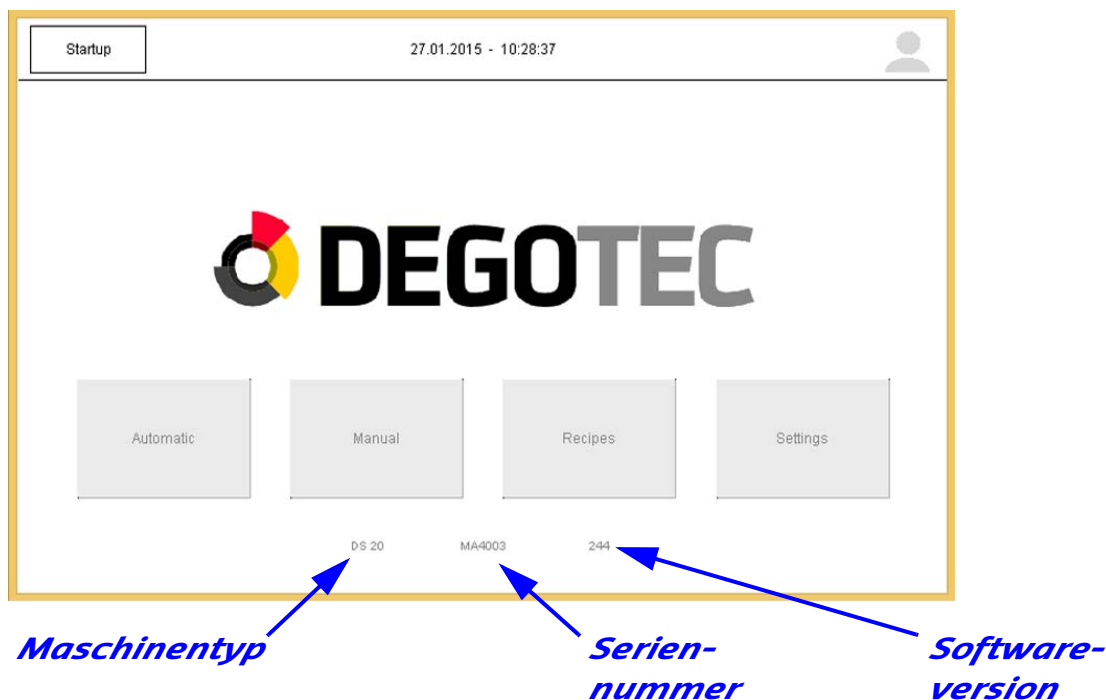 Startup
27.01.2015 - 10:28:37
DEGOTEC
Automatic
Manual
Recipes
Settings
DS 20
MA4003
244
Maschinentyp
Serien-
nummer
Software-
version